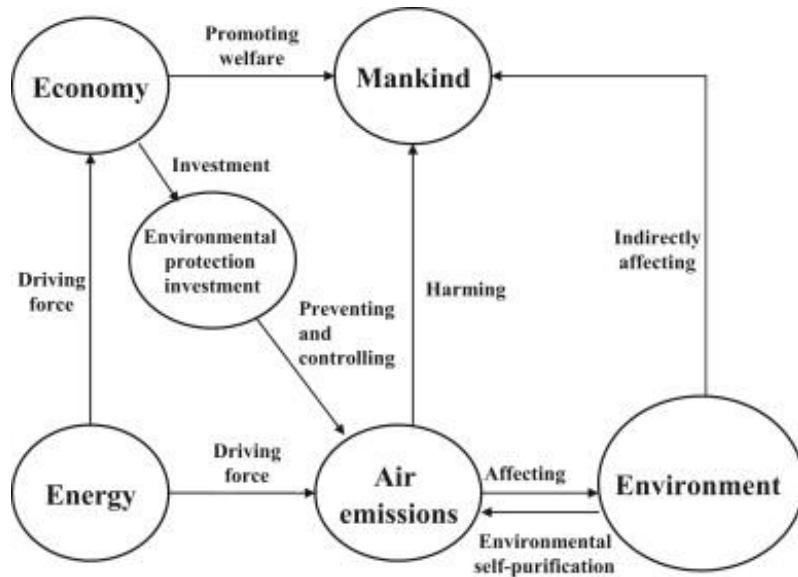 Promoting
welfare
Economy
Mankind
Investment
Environmental
protection
investment
Indirectly
affecting
Driving
force
Preventing
and
controlling
Harming
Driving
force
Energy
Air
emissions
Affecting
Environment
Environmental
self-purification